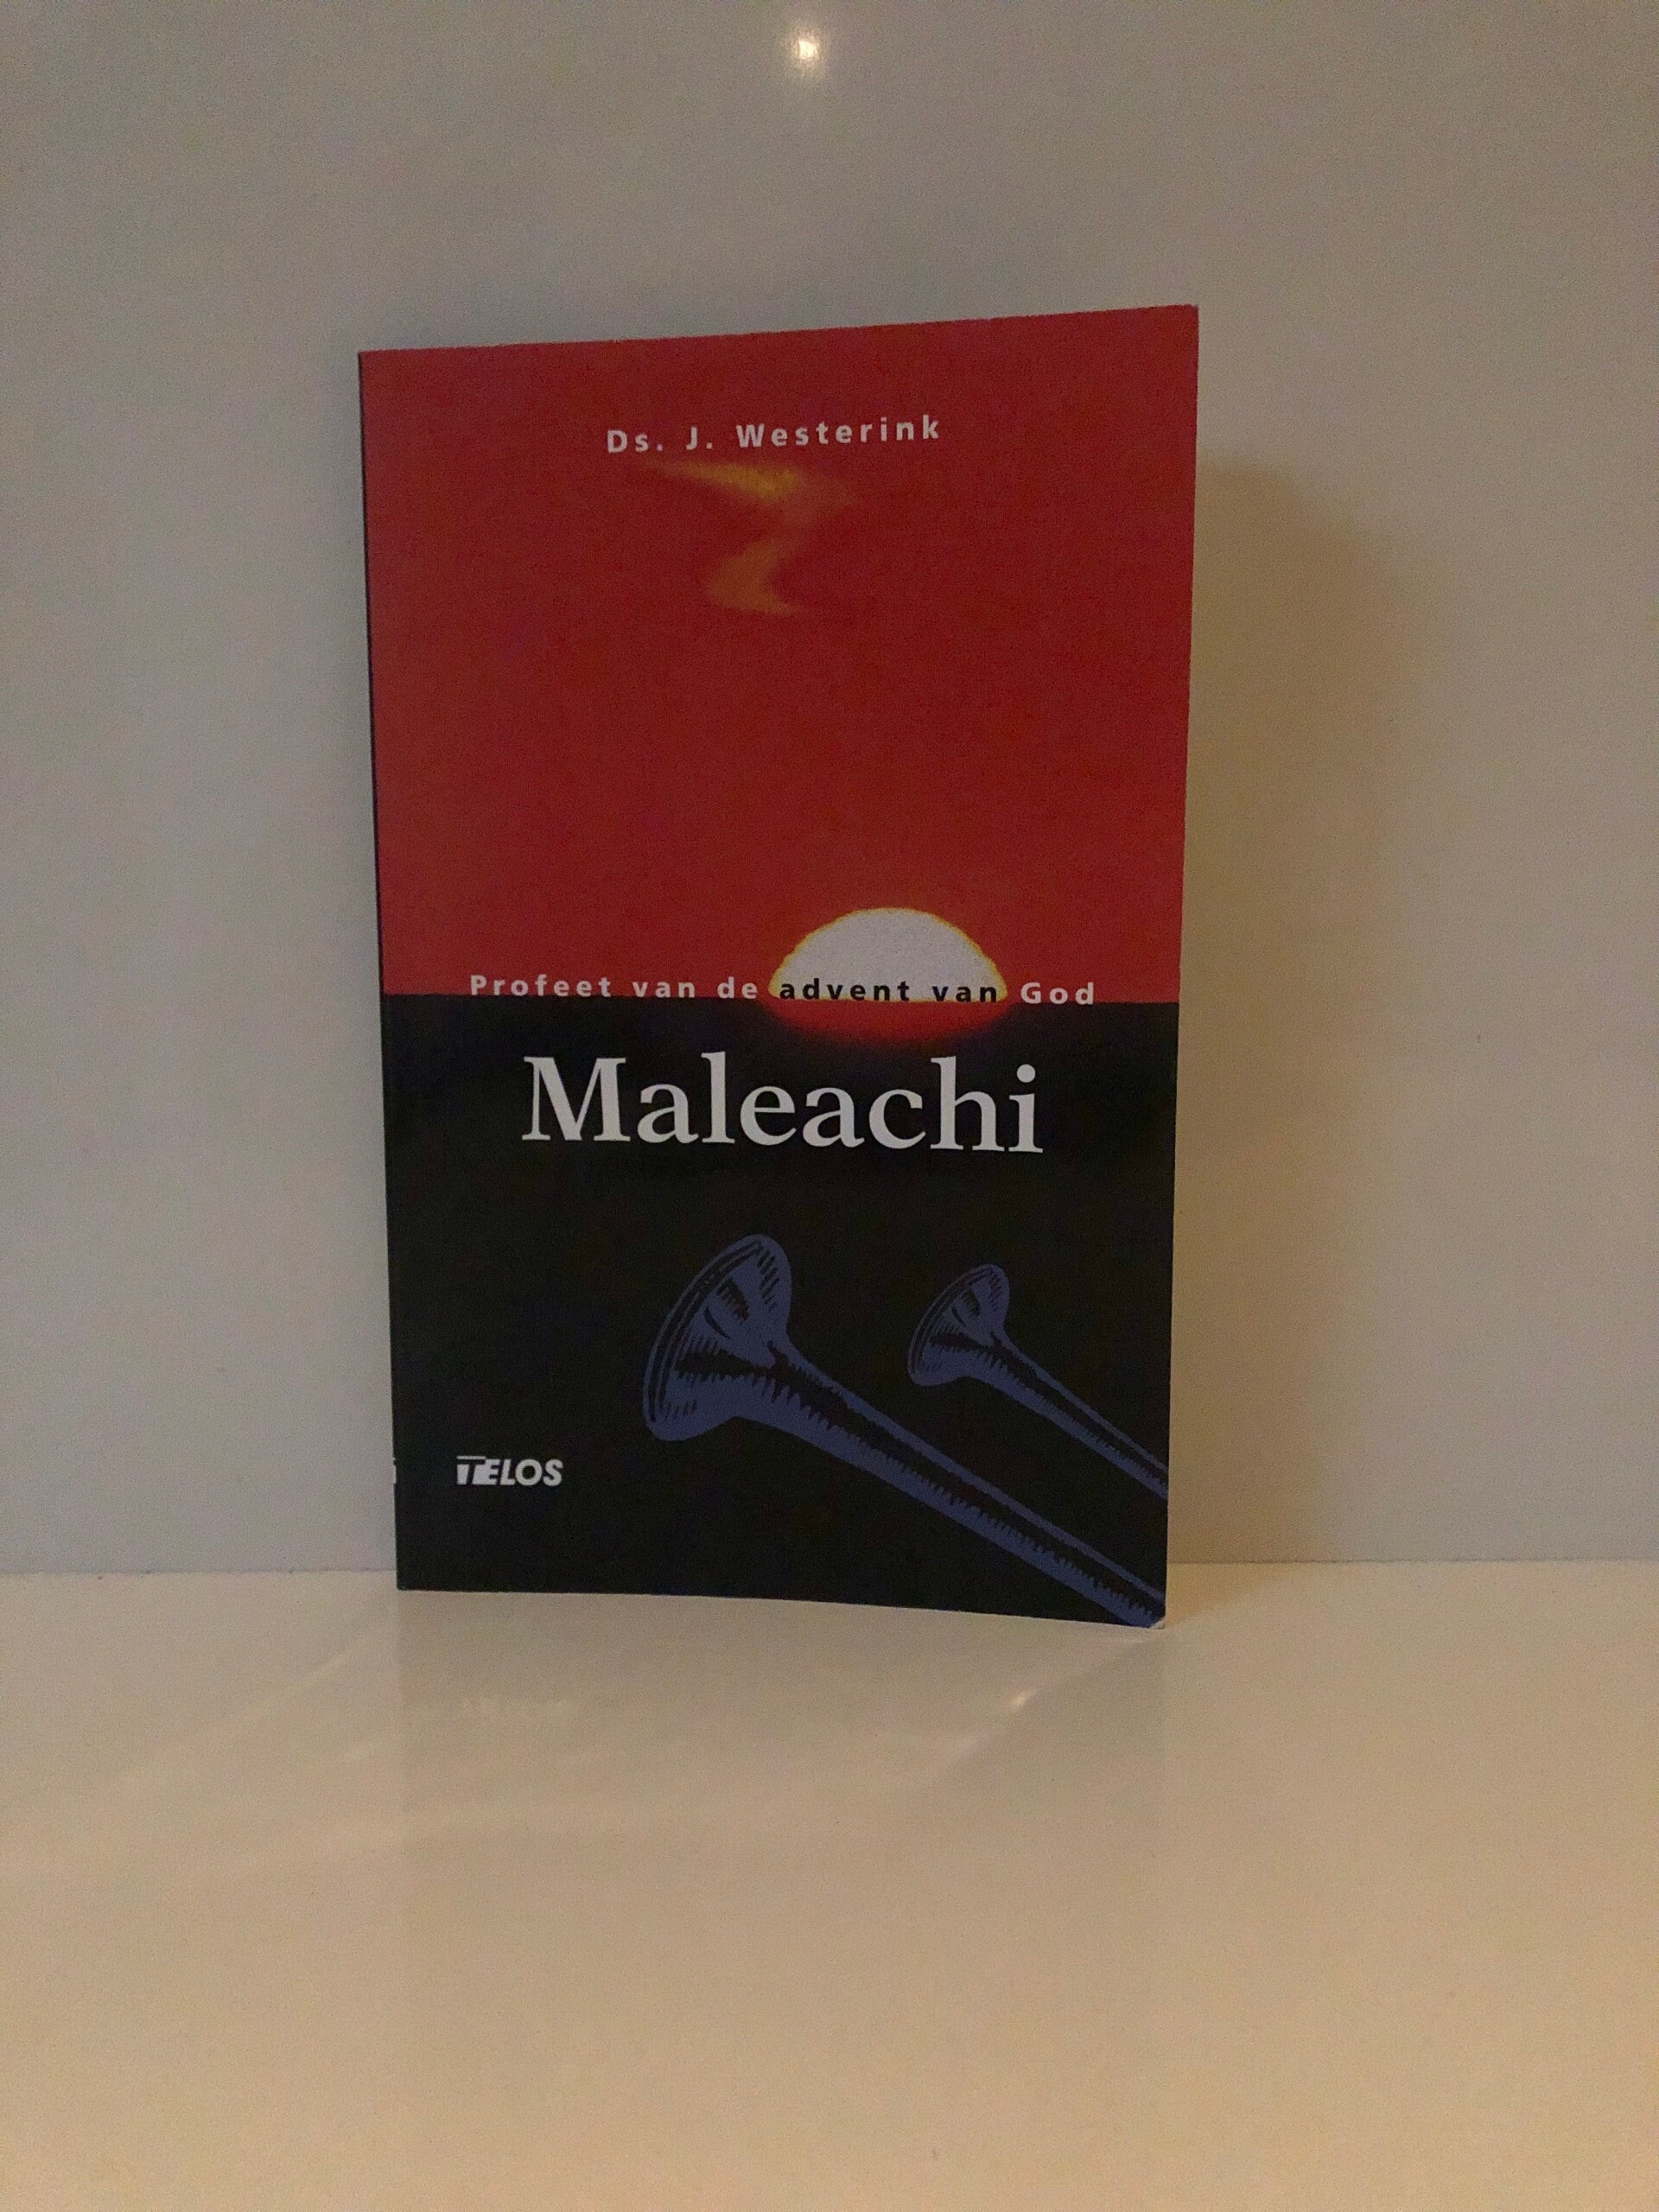 Ds. J. Westerink
Profeet van de advent van God
Maleachi
TELOS